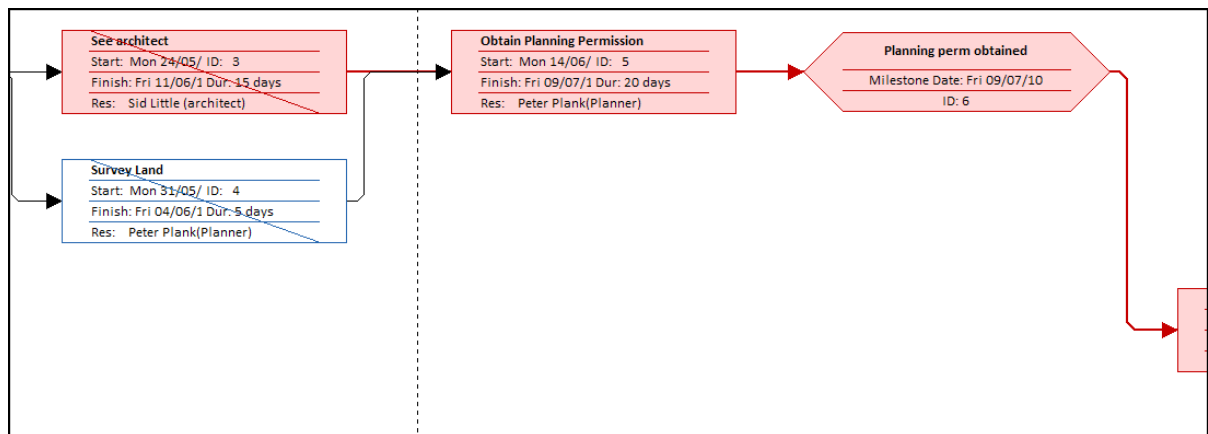 See architect
Start: Mon 24/05/ ID: 3
Finish: Fri 11/06/1 Dur: 15 days
Res: Sid Little (architect)
Survey Land
Start: Mon 31/05/ ID: 4
Finish: Fri 04/06/1 Dur: 5 days
Res: Peter Plank(Planner)
Obtain Planning Permission
Start: Mon 14/06/ ID: 5
Finish: Fri 09/07/1 Dur: 20 days
Res: Peter Plank(Planner)
Planning perm obtained
Milestone Date: Fri 09/07/10
ID: 6